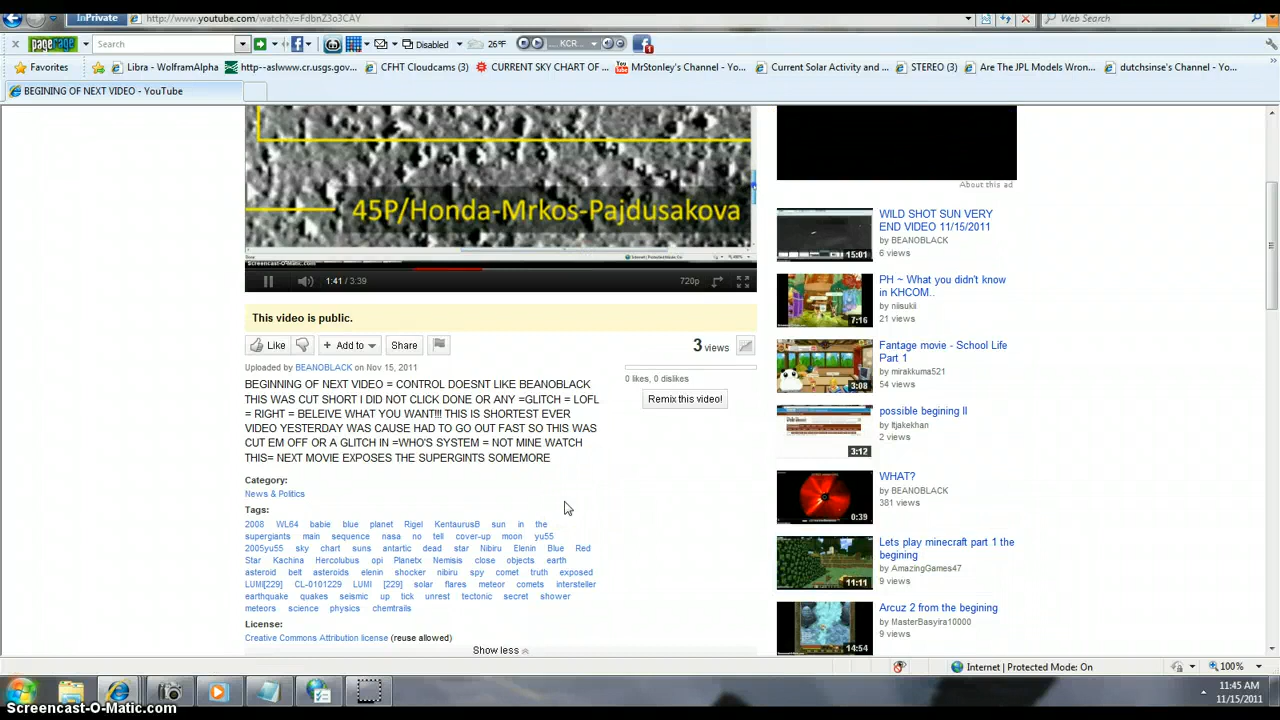 InPrivate
http://www.youtube.com/watch?v=FdbnZ3o3CAY
Web Search
pagerage
Search
Disabled
26°F
... KCR ...
1
Favorites
Libra - WolframAlpha
http--aslwww.cr.usgs.gov...
CFHT Cloudcams (3)
CURRENT SKY CHART OF ...
MrStonley's Channel - Yo...
Current Solar Activity and ...
STEREO (3)
Are The JPL Models Wron...
dutchsinse's Channel - Yo...
BEGINING OF NEXT VIDEO - YouTube
45P/Honda-Mrkos-Pajdusakova
Screencast-O-Matic.com
1:41 / 3:39
720p
This video is public.
Like
Add to
Share
3 views
Uploaded by BEANOBLACK on Nov 15, 2011
BEGINNING OF NEXT VIDEO = CONTROL DOESNT LIKE BEANOBLACK
THIS WAS CUT SHORT I DID NOT CLICK DONE OR ANY =GLITCH = LOFL
= RIGHT = BELEIVE WHAT YOU WANT!!! THIS IS SHORTEST EVER
VIDEO YESTERDAY WAS CAUSE HAD TO GO OUT FAST SO THIS WAS
CUT EM OFF OR A GLITCH IN =WHO'S SYSTEM = NOT MINE WATCH
THIS= NEXT MOVIE EXPOSES THE SUPERGINTS SOMEMORE
0 likes, 0 dislikes
Remix this video!
Category:
News & Politics
Tags:
2008 WL64 babie blue planet Rigel KentaurusB sun in the
supergiants main sequence nasa no tell cover-up moon yu55
2005yu55 sky chart suns antartic dead star Nibiru Elenin Blue Red
Star Kachina Hercolubus opi Planetx Nemisis close objects earth
asteroid belt asteroids elenin shocker nibiru spy comet truth exposed
LUMI[229] CL-0101229 LUMI [229] solar flares meteor comets intersteller
earthquake quakes seismic up tick unrest tectonic secret shower
meteors science physics chemtrails
License:
Creative Commons Attribution license (reuse allowed)
Show less
About this ad
WILD SHOT SUN VERY
END VIDEO 11/15/2011
by BEANOBLACK
6 views
15:01
PH ~ What you didn't know
in KHCOM..
by niisukii
21 views
7:16
Fantage movie - School Life
Part 1
by mirakkuma521
54 views
3:08
possible begining II
by ltjakekhan
2 views
3:12
WHAT?
by BEANOBLACK
381 views
0:39
Lets play minecraft part 1 the
begining
by AmazingGames47
9 views
11:11
Arcuz 2 from the begining
by MasterBasyira10000
9 views
14:54
Internet | Protected Mode: On
100%
11:45 AM
11/15/2011
Screencast-O-Matic.com